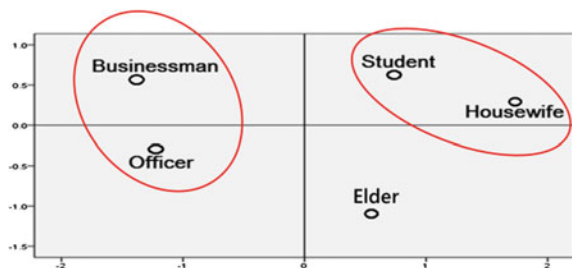 1.0
Businessman
Student
0.5
Housewife
0.0
Officer
-0.5
Elder
-1.0
-1.5
-2 -1 0 1 2